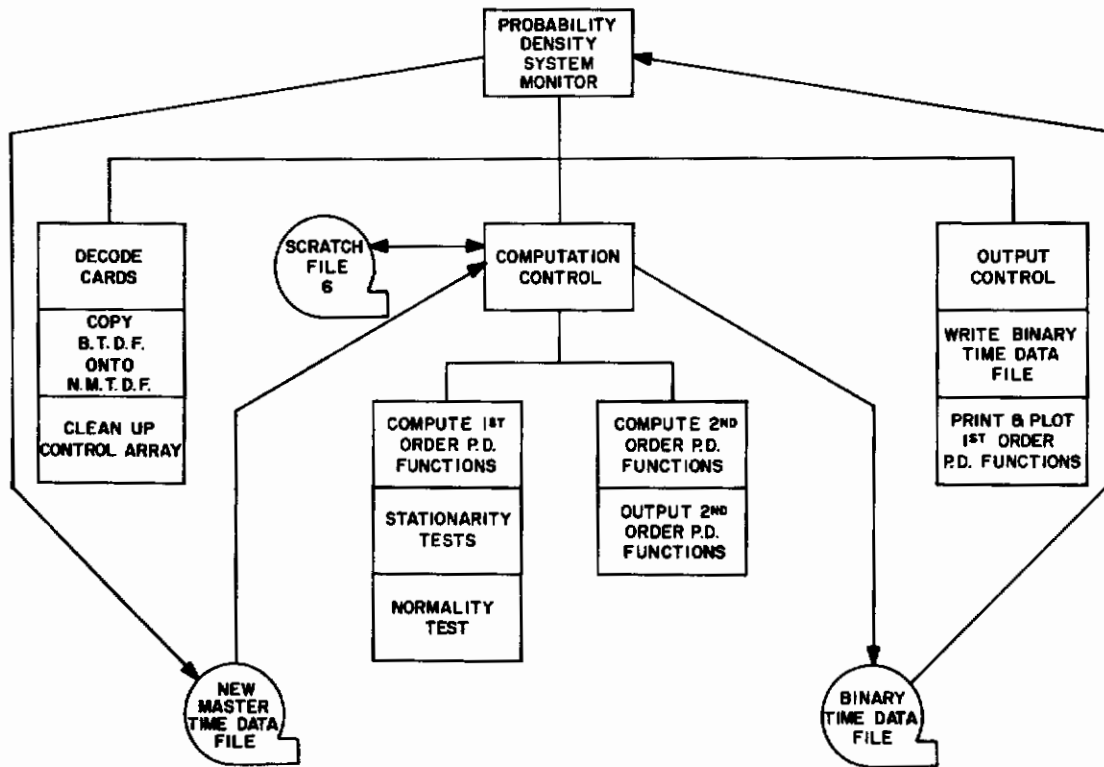 PROBABILITY
DENSITY
SYSTEM
MONITOR
DECODE
CARDS
COPY
B.T.D.F.
ONTO
N.M.T.D.F.
CLEAN UP
CONTROL ARRAY
SCRATCH
FILE
6
COMPUTATION
CONTROL
OUTPUT
CONTROL
WRITE BINARY
TIME DATA
FILE
PRINT & PLOT
1ST ORDER
P.D. FUNCTIONS
COMPUTE 1ST
ORDER P.D.
FUNCTIONS
STATIONARITY
TESTS
NORMALITY
TEST
COMPUTE 2ND
ORDER P.D.
FUNCTIONS
OUTPUT 2ND
ORDER P.D.
FUNCTIONS
NEW
MASTER
TIME DATA
FILE
BINARY
TIME DATA
FILE